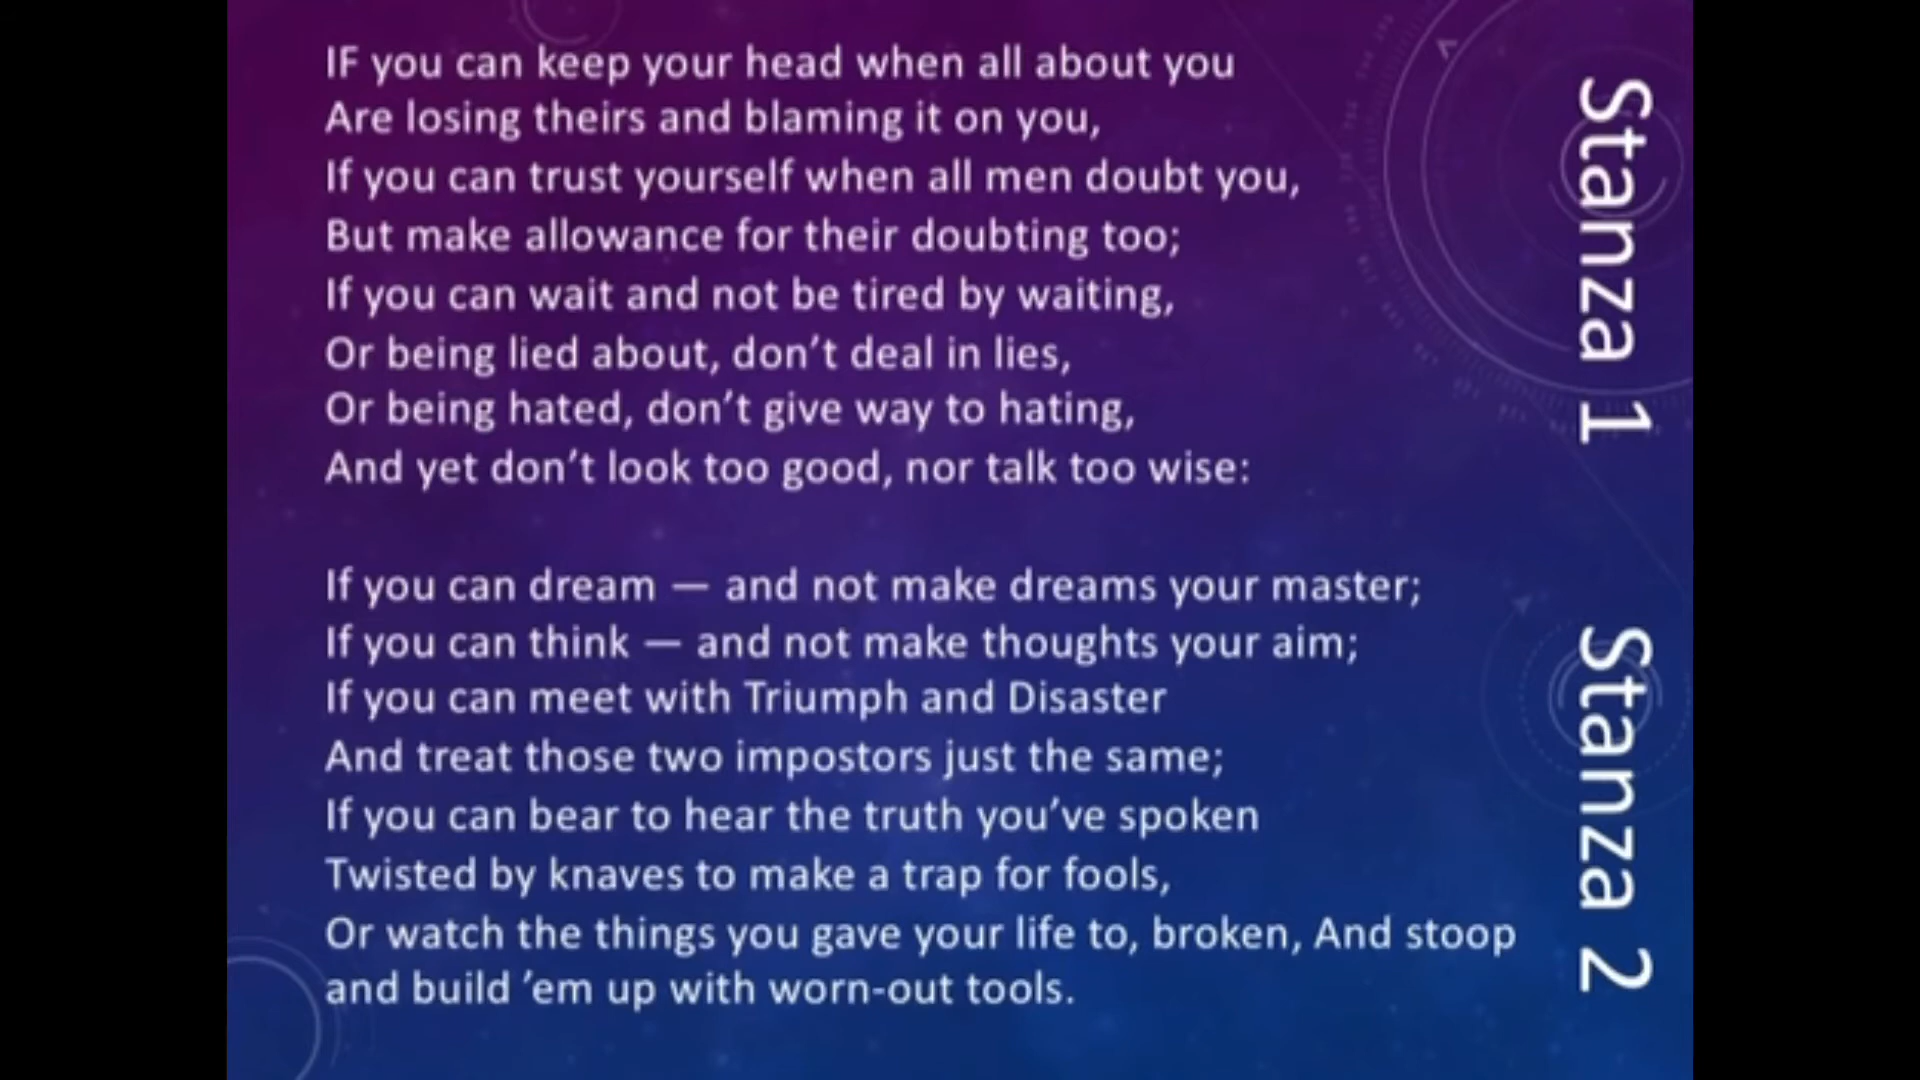 IF you can keep your head when all about you
Are losing theirs and blaming it on you,
If you can trust yourself when all men doubt you,
But make allowance for their doubting too;
If you can wait and not be tired by waiting,
Or being lied about, don’t deal in lies,
Or being hated, don’t give way to hating,
And yet don’t look too good, nor talk too wise:
Stanza 1
If you can dream — and not make dreams your master;
If you can think — and not make thoughts your aim;
If you can meet with Triumph and Disaster
And treat those two impostors just the same;
If you can bear to hear the truth you’ve spoken
Twisted by knaves to make a trap for fools,
Or watch the things you gave your life to, broken, And stoop
and build ’em up with worn-out tools.
Stanza 2